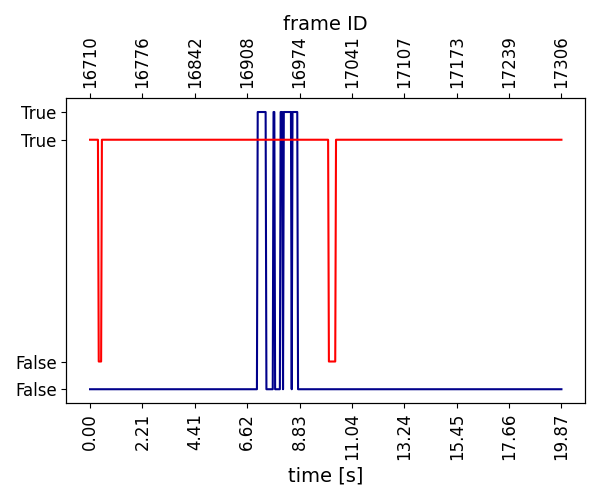 frame ID
16710 16776 16842 16908 16974 17041 17107 17173 17239 17306
True
True
False
False
0.00 2.21 4.41 6.62 8.83 11.04 13.24 15.45 17.66 19.87
time [s]